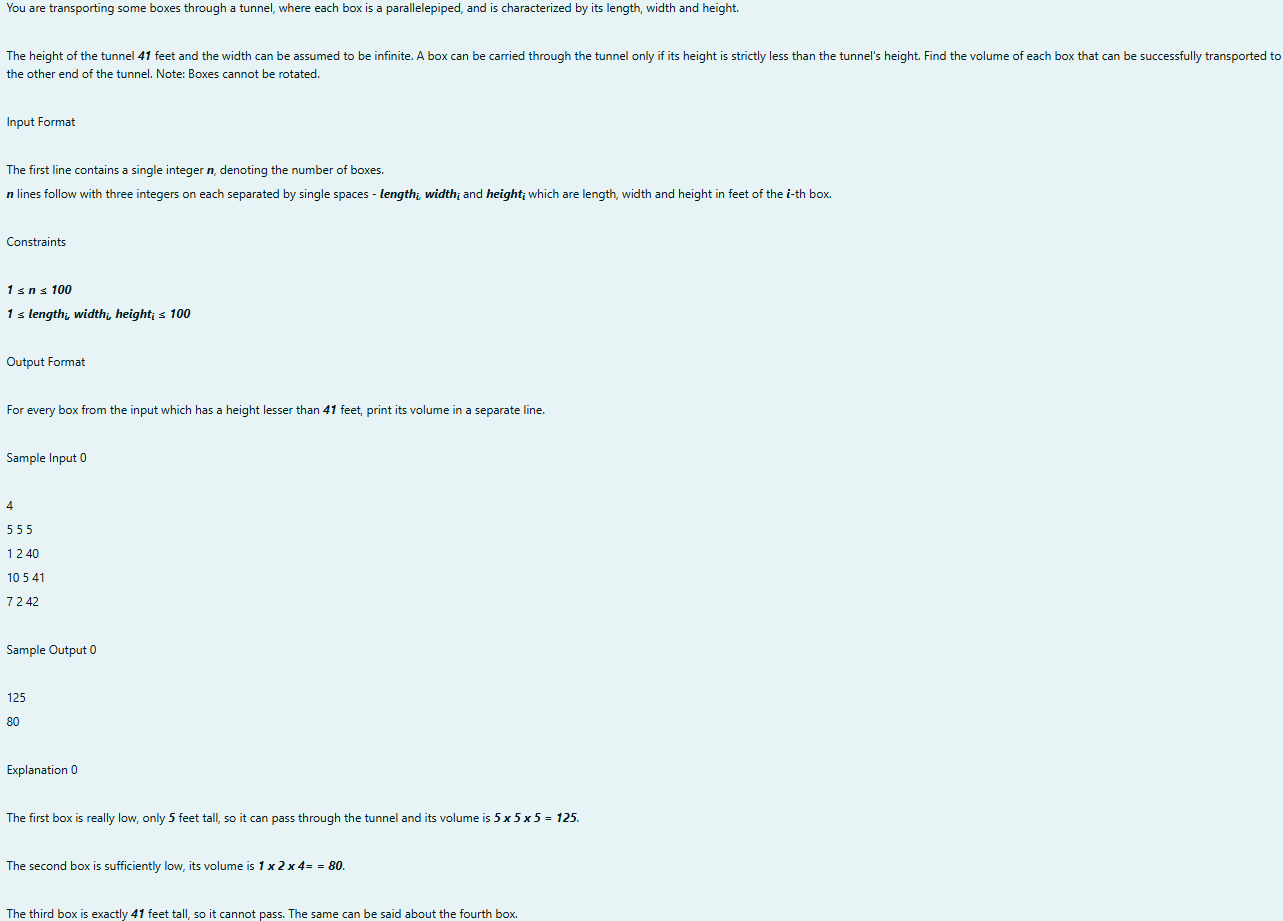 You are transporting some boxes through a tunnel, where each box is a parallelepiped, and is characterized by its length, width and height.
The height of the tunnel 41 feet and the width can be assumed to be infinite. A box can be carried through the tunnel only if its height is strictly less than the tunnel's height. Find the volume of each box that can be successfully transported to
the other end of the tunnel. Note: Boxes cannot be rotated.
Input Format
The first line contains a single integer n, denoting the number of boxes.
n lines follow with three integers on each separated by single spaces - lengthi, widthi and heighti which are length, width and height in feet of the i-th box.
Constraints
1 ≤ n ≤ 100
1 ≤ lengthi, widthi, heighti ≤ 100
Output Format
For every box from the input which has a height lesser than 41 feet, print its volume in a separate line.
Sample Input 0
4
5 5 5
1 2 40
10 5 41
7 2 42
Sample Output 0
125
80
Explanation 0
The first box is really low, only 5 feet tall, so it can pass through the tunnel and its volume is 5 x 5 x 5 = 125.
The second box is sufficiently low, its volume is 1 x 2 x 4= = 80.
The third box is exactly 41 feet tall, so it cannot pass. The same can be said about the fourth box.